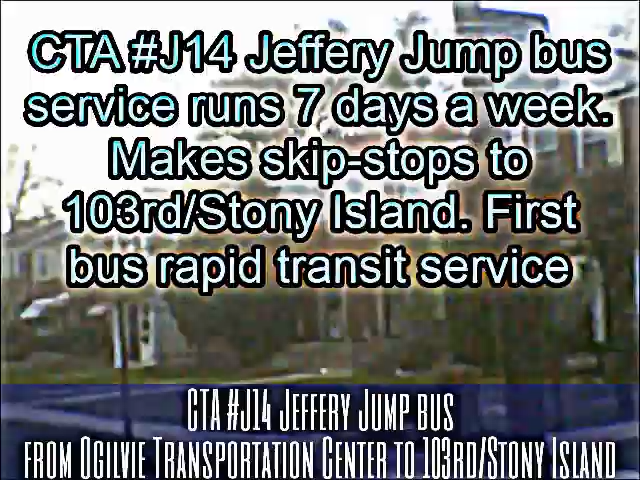 CTA #J14 Jeffery Jump bus
service runs 7 days a week.
Makes skip-stops to
103rd/Stony Island. First
bus rapid transit service
CTA #J14 Jeffery Jump bus
from Ogilvie Transportation Center to 103rd/Stony Island